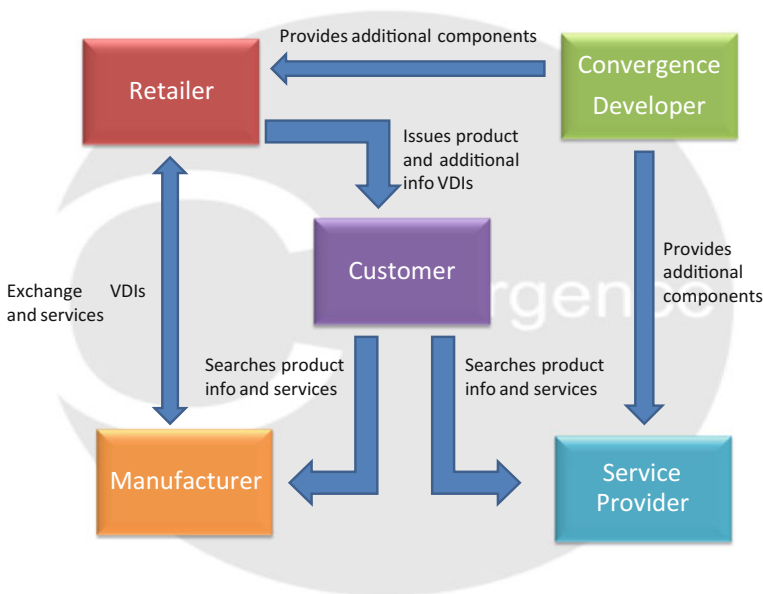 Provides additional components
Retailer
Convergence
Developer
Issues product
and additional
info VDIs
Customer
Provides
additional
components
Exchange VDIs
and services
Searches product
info and services
Searches product
info and services
Manufacturer
Service
Provider
rgence